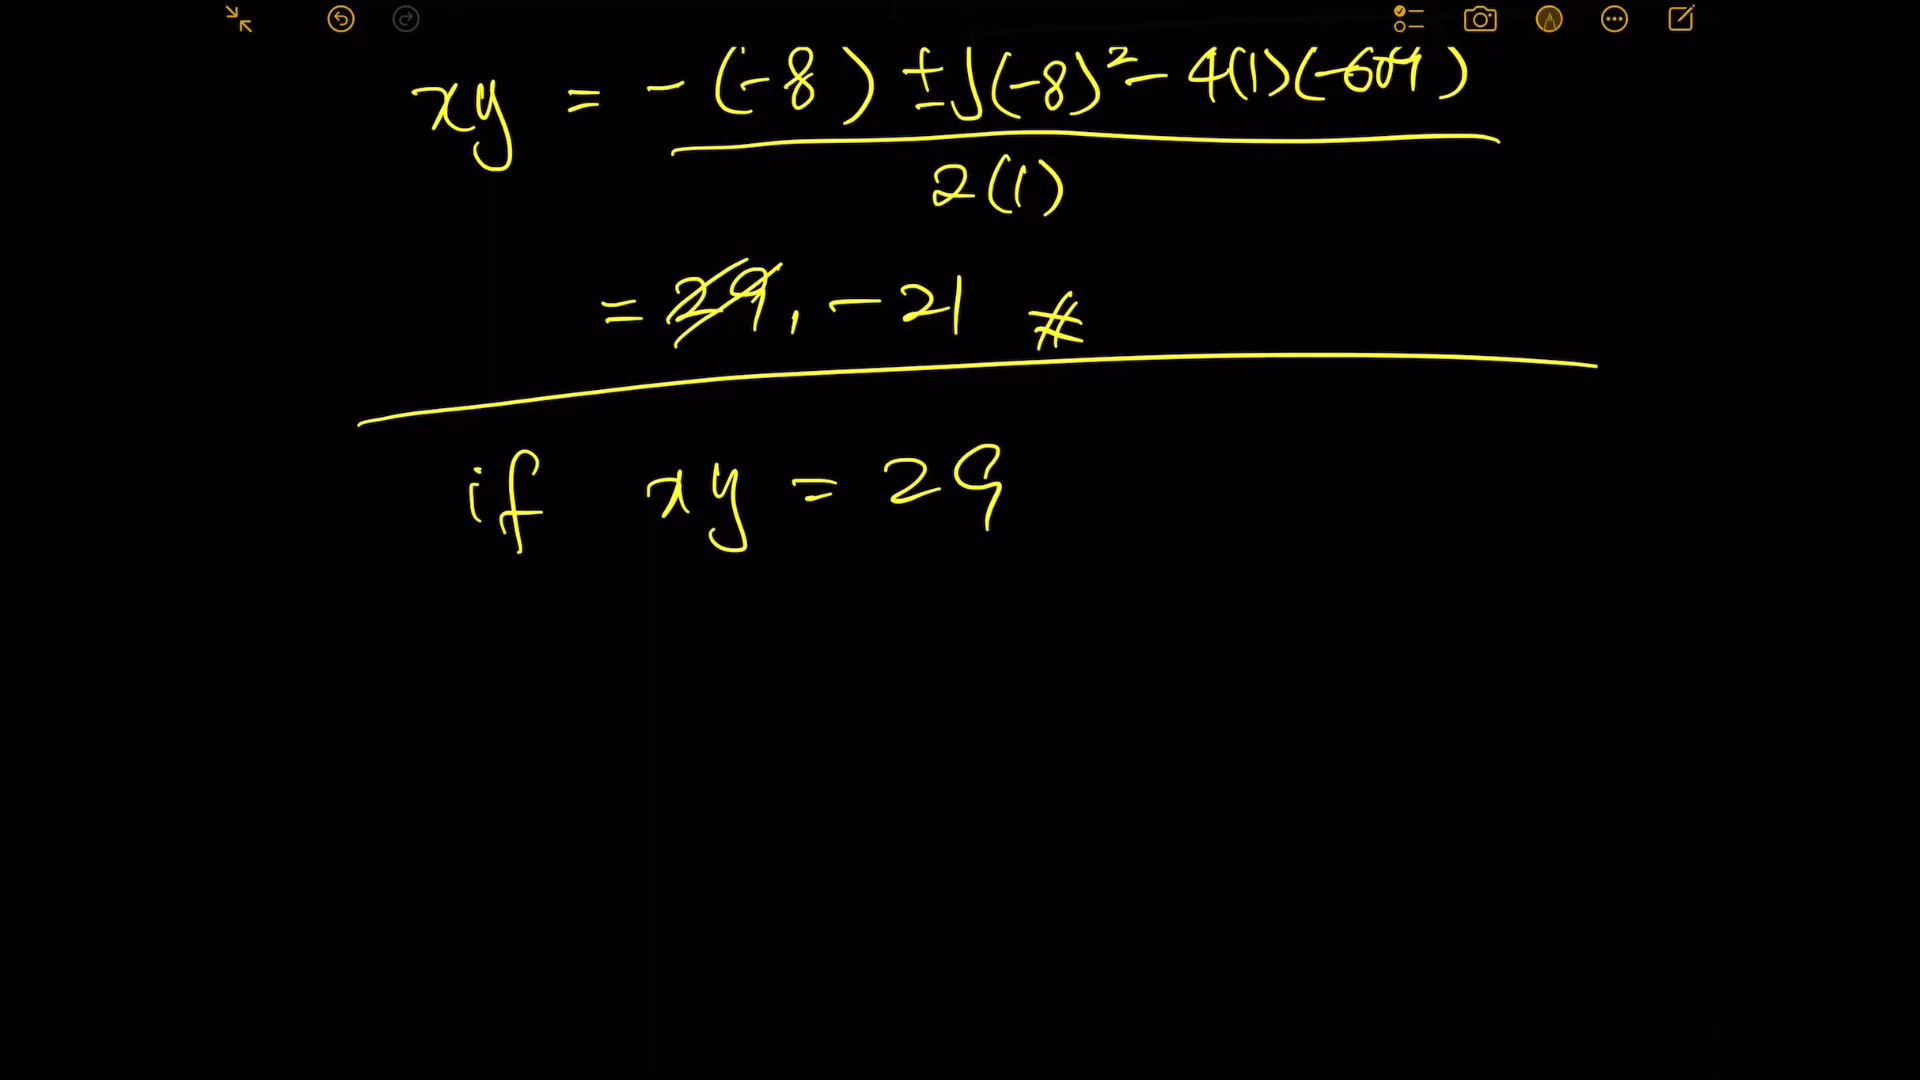 xy = -(-8) ± √(-8)² - 4(1)(-609)
2(1)
= 29, -21 #
if xy = 29